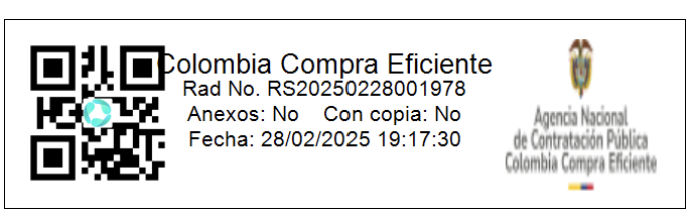 Colombia Compra Eficiente
Rad No. RS20250228001978
Anexos: No Con copia: No
Fecha: 28/02/2025 19:17:30
Agencia Nacional
de Contratación Pública
Colombia Compra Eficiente